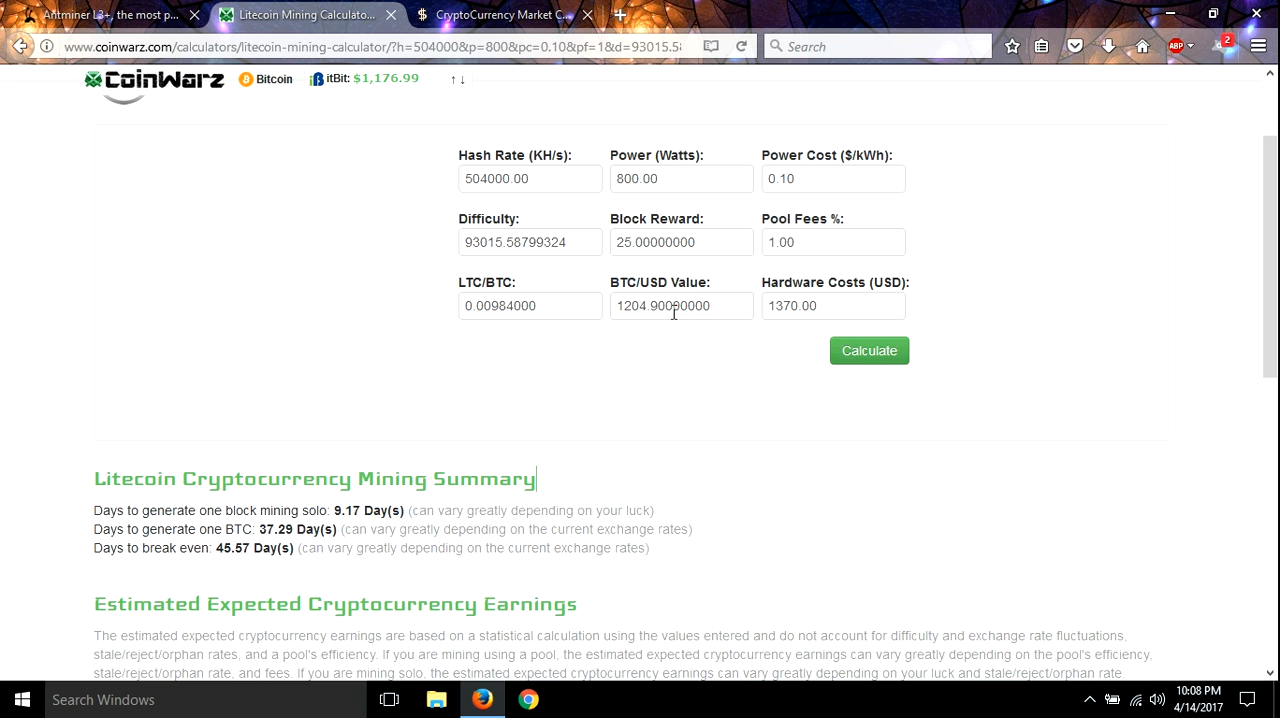 Antminer L3+, the most p...
Litecoin Mining Calculato...
CryptoCurrency Market C...
www.coinwarz.com/calculators/litecoin-mining-calculator/?h=504000&p=800&pc=0.10&pf=1&d=93015.58
Search
ABP
2
CoinWarz
Bitcoin
itBit: $1,176.99
↑↓
Hash Rate (KH/s): Power (Watts): Power Cost ($/kWh):
504000.00 800.00 0.10
Difficulty: Block Reward: Pool Fees %:
93015.58799324 25.00000000 1.00
LTC/BTC: BTC/USD Value: Hardware Costs (USD):
0.00984000 1204.90000000 1370.00
Calculate
Litecoin Cryptocurrency Mining Summary
Days to generate one block mining solo: 9.17 Day(s) (can vary greatly depending on your luck)
Days to generate one BTC: 37.29 Day(s) (can vary greatly depending on the current exchange rates)
Days to break even: 45.57 Day(s) (can vary greatly depending on the current exchange rates)
Estimated Expected Cryptocurrency Earnings
The estimated expected cryptocurrency earnings are based on a statistical calculation using the values entered and do not account for difficulty and exchange rate fluctuations,
stale/reject/orphan rates, and a pool's efficiency. If you are mining using a pool, the estimated expected cryptocurrency earnings can vary greatly depending on the pool's efficiency,
stale/reject/orphan rate, and fees. If you are mining solo, the estimated expected cryptocurrency earnings can vary greatly depending on your luck and stale/reject/orphan rate.
Search Windows
10:08 PM
4/14/2017